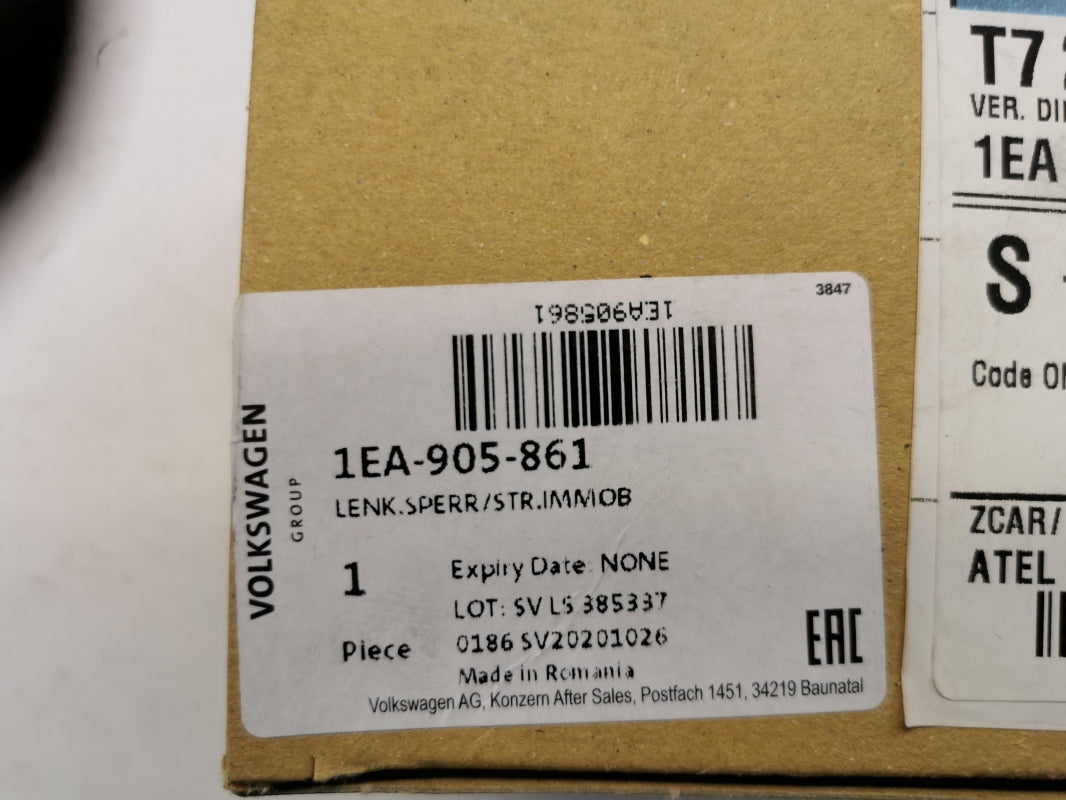 3847
1EA905861
1EA-905-861
LENK.SPERR/STR.IMMOB
VOLKSWAGEN
GROUP
1
Piece
Expiry Date: NONE
LOT: SV LS 385337
0186 SV20201026
Made in Romania
EAC
Volkswagen AG, Konzern After Sales, Postfach 1451, 34219 Baunatal
T7
VER.
1EA
S
Code
ZCAR/
ATEL